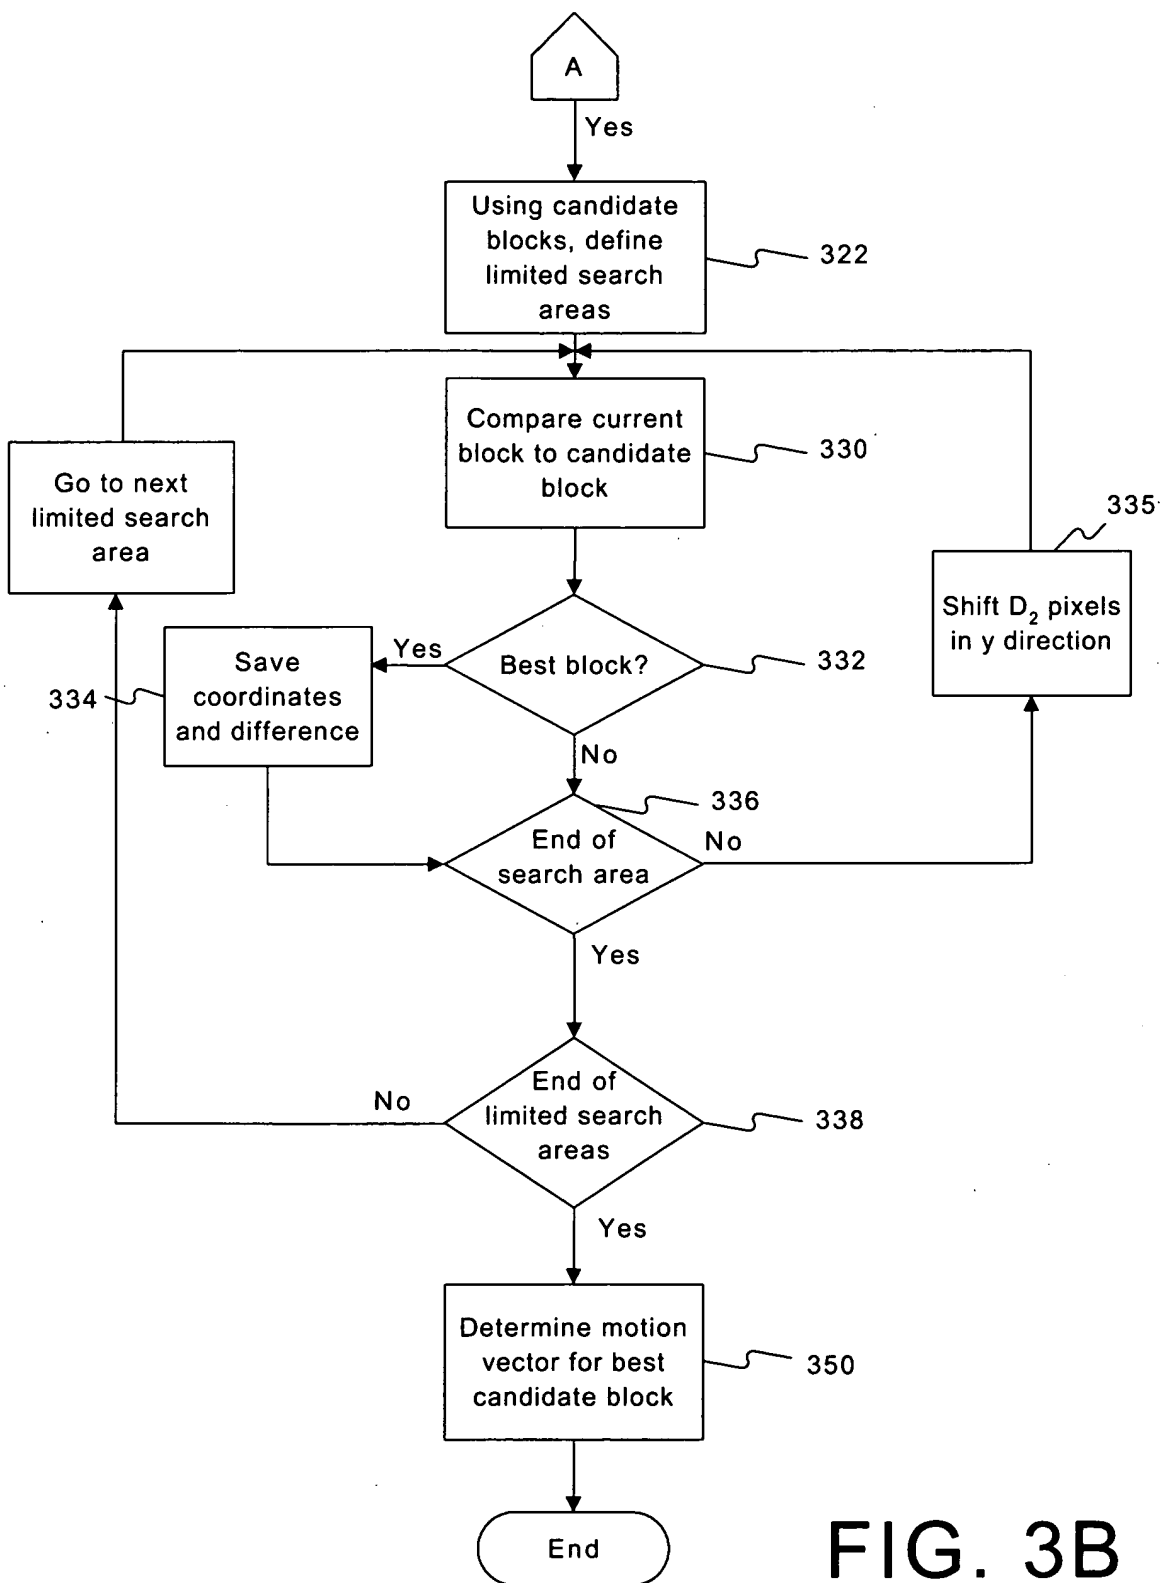 A
Yes
Using candidate
blocks, define
limited search
areas
322
Compare current
block to candidate
block
330
Go to next
limited search
area
335
Shift D₂ pixels
in y direction
Best block?
332
Yes
Save
coordinates
and difference
334
No
336
End of
search area
No
Yes
End of
limited search
areas
338
No
Yes
Determine motion
vector for best
candidate block
350
End
FIG. 3B